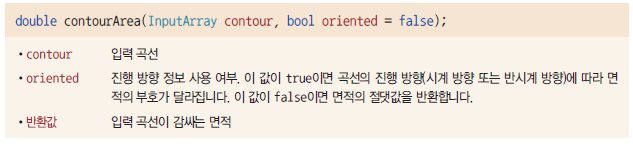 double contourArea(InputArray contour, bool oriented = false);
• contour 입력 곡선
• oriented 진행 방향 정보 사용 여부. 이 값이 true이면 곡선의 진행 방향(시계 방향 또는 반시계 방향)에 따라 면
적의 부호가 달라집니다. 이 값이 false이면 면적의 절댓값을 반환합니다.
• 반환값 입력 곡선이 감싸는 면적